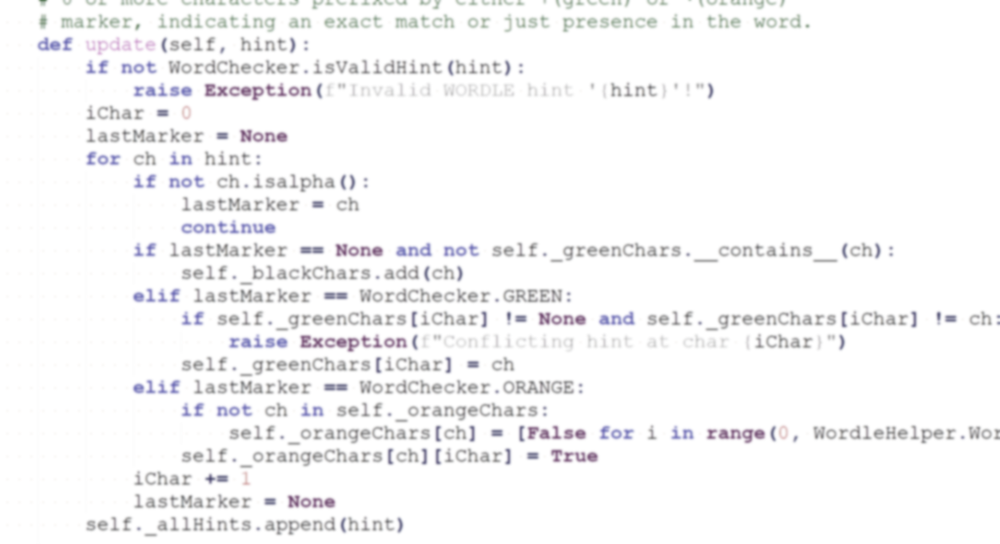 # 0 or more characters prefixed by either +(green) or *(orange)
    # marker, indicating an exact match or just presence in the word.
    def update(self, hint):
        if not WordChecker.isValidHint(hint):
            raise Exception(f"Invalid WORDLE hint '{hint}'!")
        iChar = 0
        lastMarker = None
        for ch in hint:
            if not ch.isalpha():
                lastMarker = ch
                continue
            if lastMarker == None and not self._greenChars.__contains__(ch):
                self._blackChars.add(ch)
            elif lastMarker == WordChecker.GREEN:
                if self._greenChars[iChar] != None and self._greenChars[iChar] != ch:
                    raise Exception(f"Conflicting hint at char {iChar}")
                self._greenChars[iChar] = ch
            elif lastMarker == WordChecker.ORANGE:
                if not ch in self._orangeChars:
                    self._orangeChars[ch] = [False for i in range(0, WordleHelper.Wor
                self._orangeChars[ch][iChar] = True
            iChar += 1
            lastMarker = None
        self._allHints.append(hint)